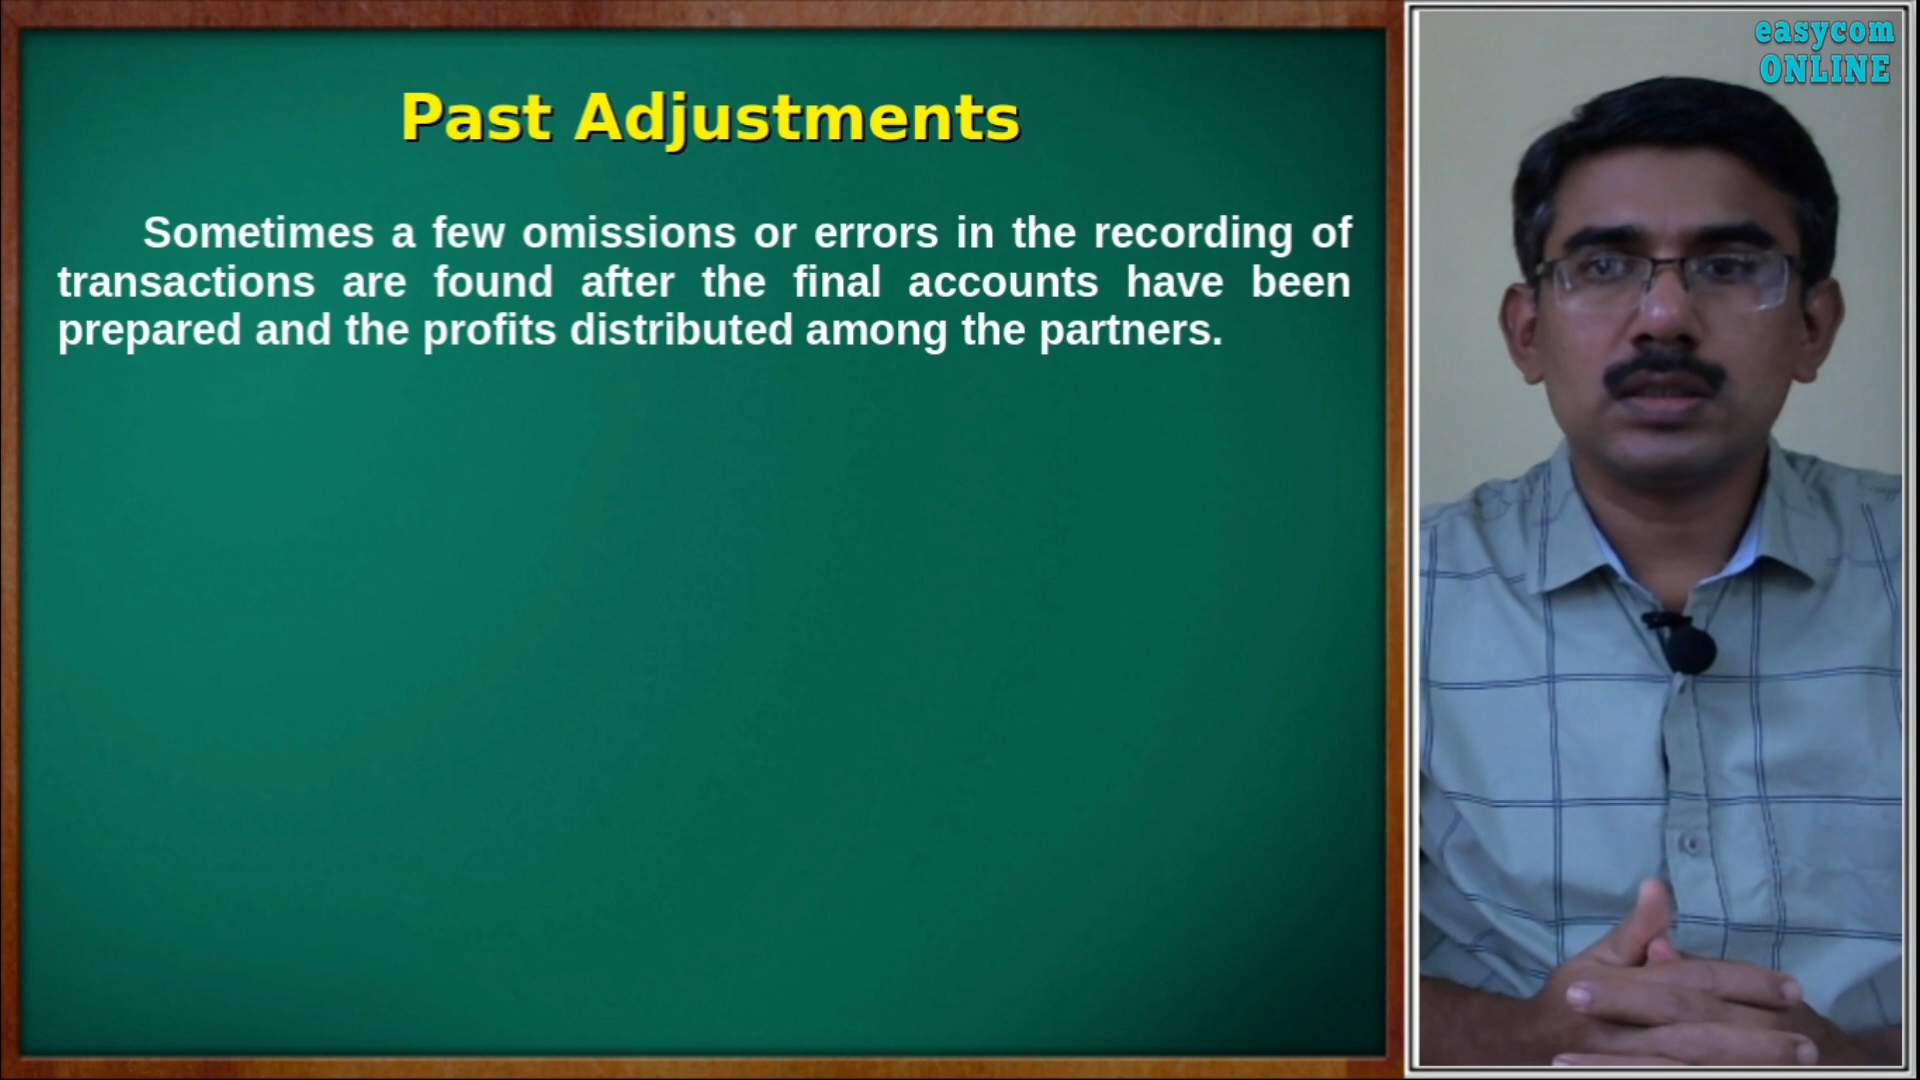 Past Adjustments
Sometimes a few omissions or errors in the recording of
transactions are found after the final accounts have been
prepared and the profits distributed among the partners.
easycom
ONLINE